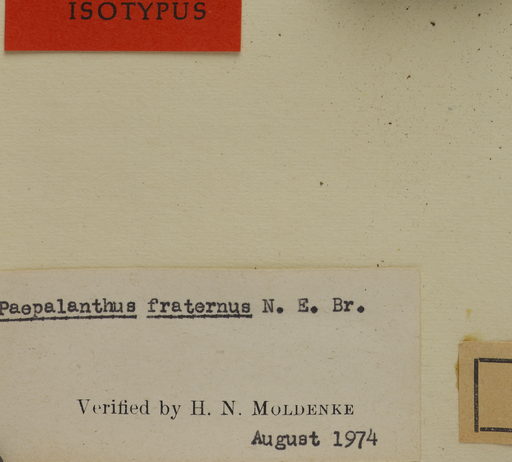 ISOTYPUS
Paepalanthus fraternus N. E. Br.
Verified by H. N. MOLDENKE
August 1974